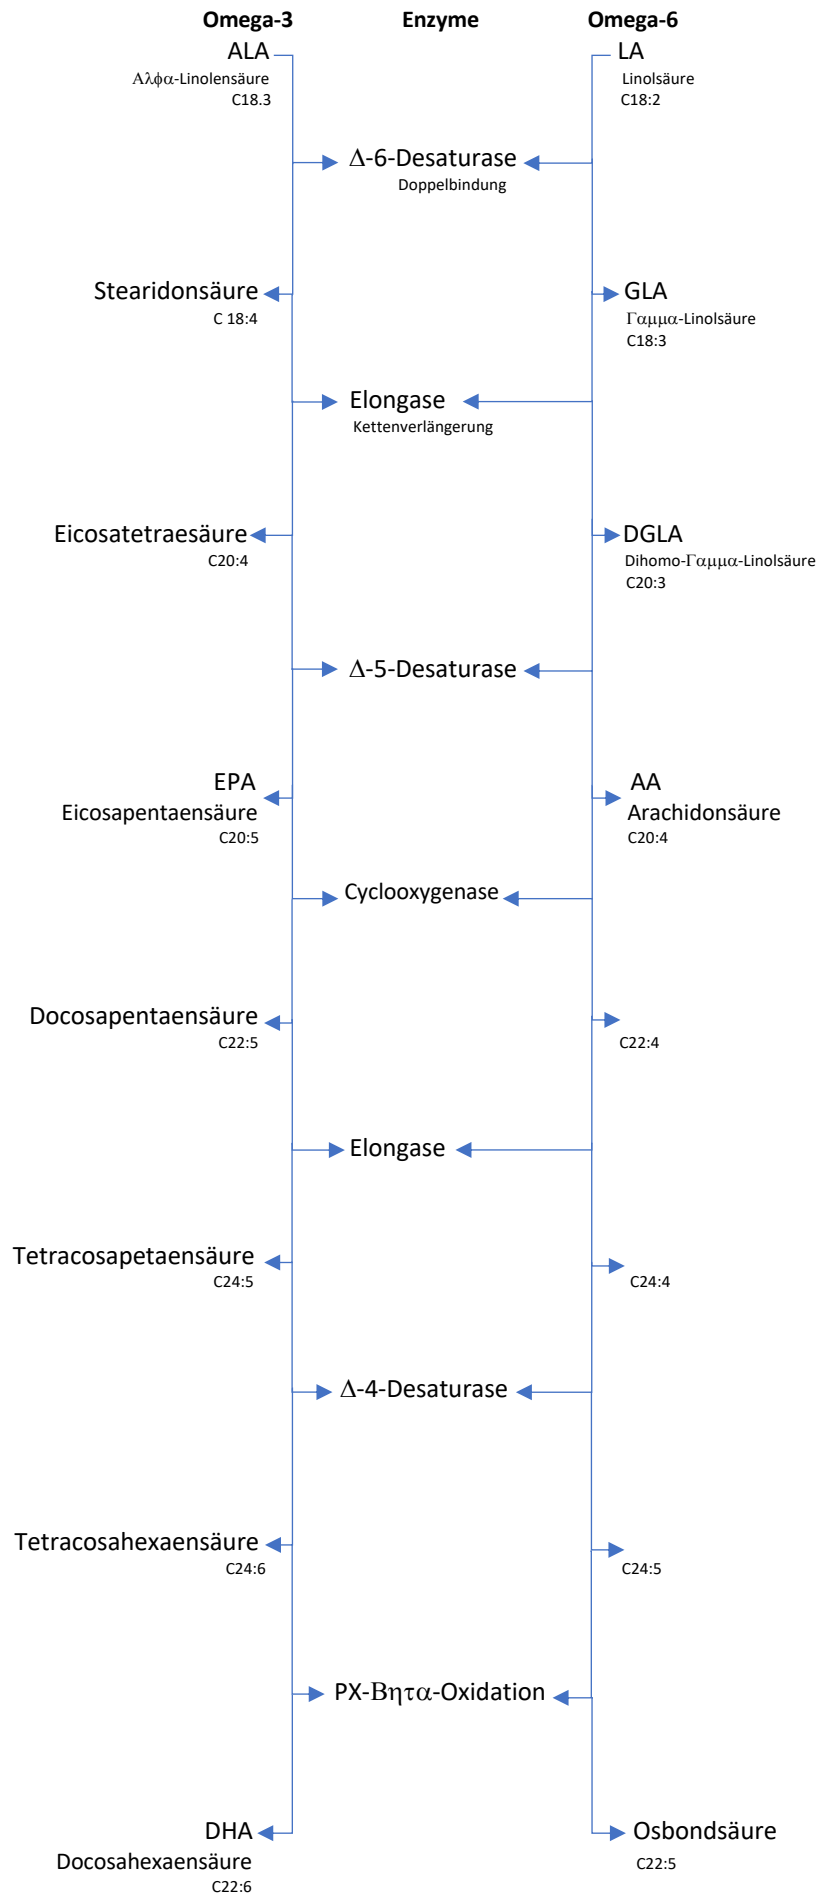 Omega-3 Enzyme Omega-6
ALA LA
Αλϕα-Linolensäure Linolsäure
C18.3 C18:2
Δ-6-Desaturase
Doppelbindung
Stearidonsäure GLA
C 18:4 Γαμμα-Linolsäure
C18:3
Elongase
Kettenverlängerung
Eicosatetraesäure DGLA
C20:4 Dihomo-Γαμμα-Linolsäure
C20:3
Δ-5-Desaturase
EPA AA
Eicosapentaensäure Arachidonsäure
C20:5 C20:4
Cyclooxygenase
Docosapentaensäure
C22:5 C22:4
Elongase
Tetracosapetaensäure
C24:5 C24:4
Δ-4-Desaturase
Tetracosahexaensäure
C24:6 C24:5
PX-Βητα-Oxidation
DHA Osbondsäure
Docosahexaensäure C22:5
C22:6